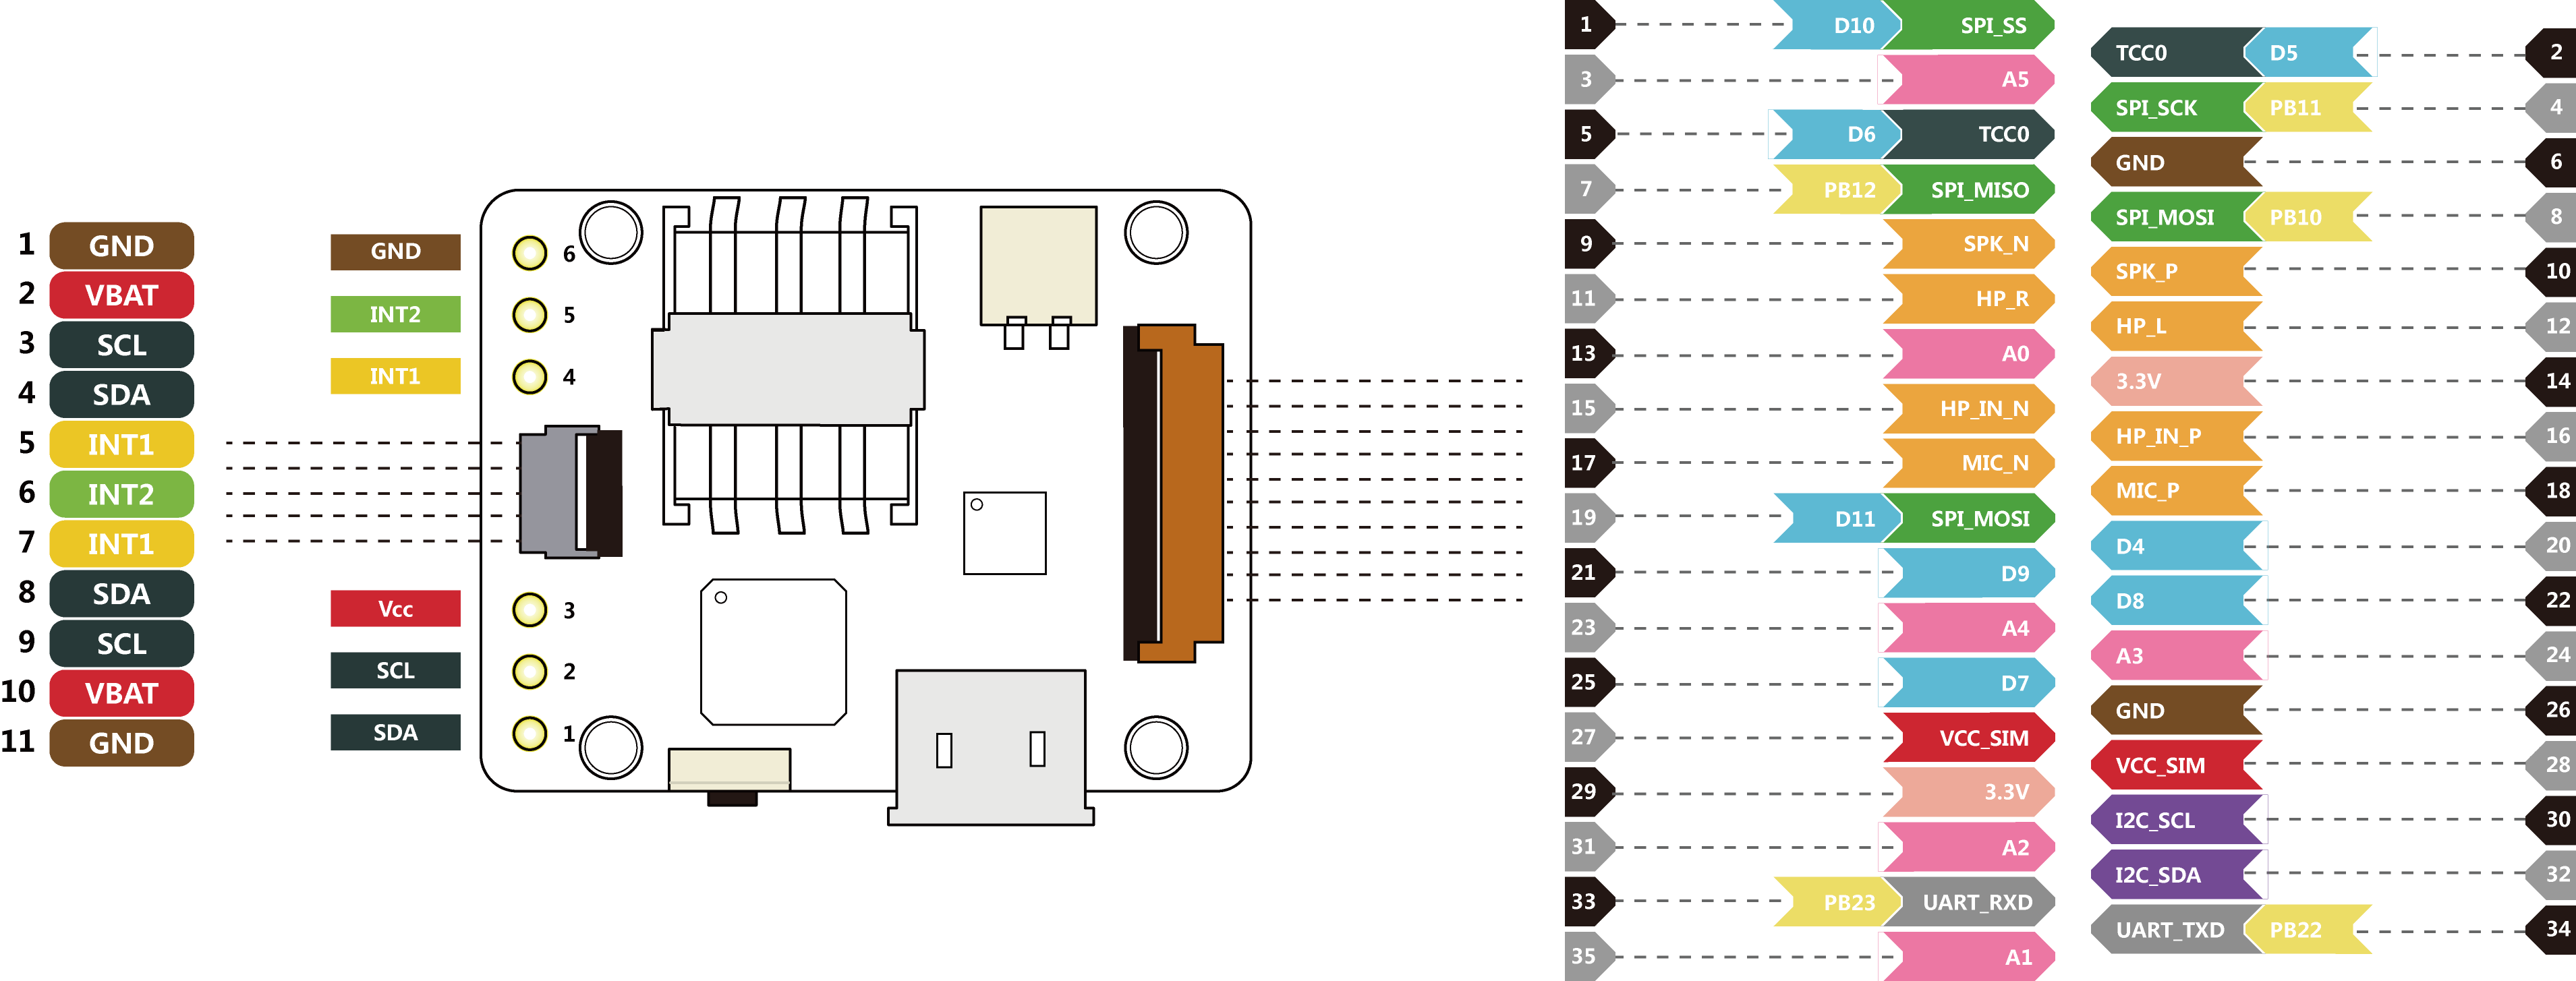 1 GND
2 VBAT
3 SCL
4 SDA
5 INT1
6 INT2
7 INT1
8 SDA
9 SCL
10 VBAT
11 GND
GND 6
INT2 5
INT1 4
Vcc 3
SCL 2
SDA 1
1 D10 SPI_SS
3 A5
5 D6 TCC0
7 PB12 SPI_MISO
9 SPK_N
11 HP_R
13 A0
15 HP_IN_N
17 MIC_N
19 D11 SPI_MOSI
21 D9
23 A4
25 D7
27 VCC_SIM
29 3.3V
31 A2
33 PB23 UART_RXD
35 A1
TCC0 D5 2
SPI_SCK PB11 4
GND 6
SPI_MOSI PB10 8
SPK_P 10
HP_L 12
3.3V 14
HP_IN_P 16
MIC_P 18
D4 20
D8 22
A3 24
GND 26
VCC_SIM 28
I2C_SCL 30
I2C_SDA 32
UART_TXD PB22 34